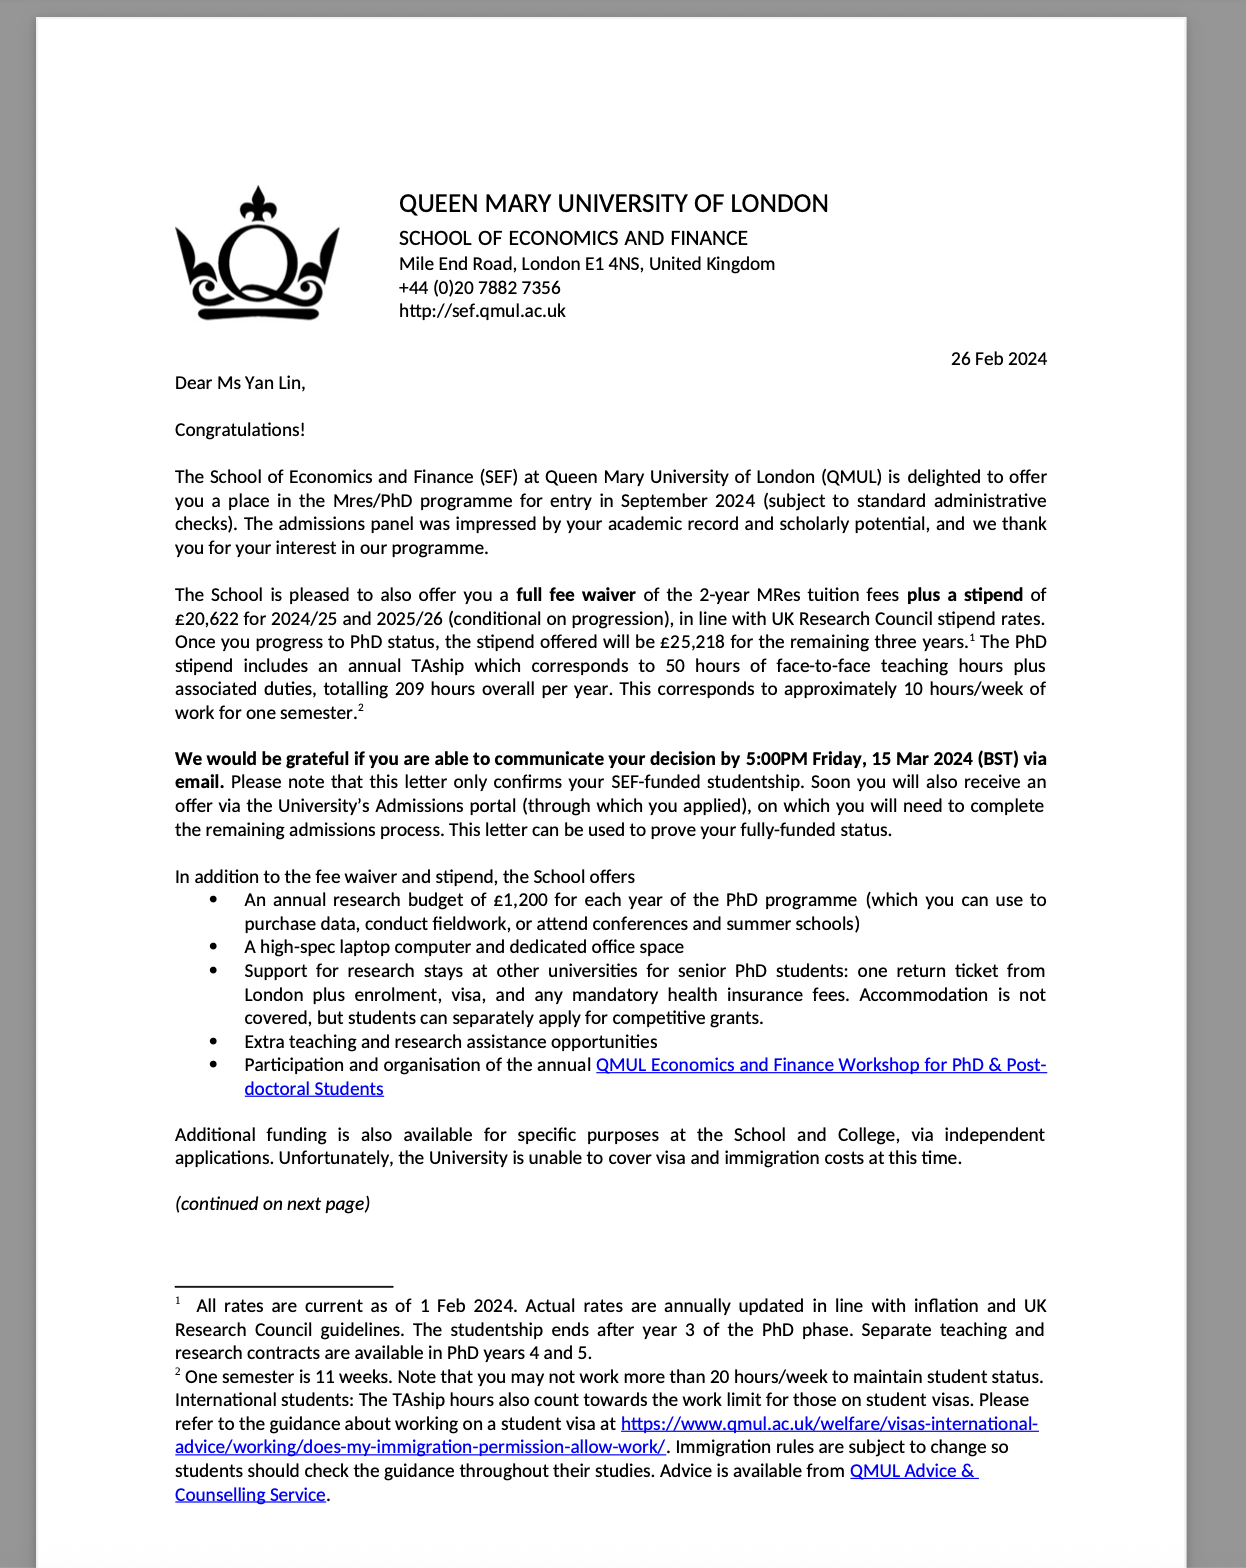 QUEEN MARY UNIVERSITY OF LONDON
SCHOOL OF ECONOMICS AND FINANCE
Mile End Road, London E1 4NS, United Kingdom
+44 (0)20 7882 7356
http://sef.qmul.ac.uk
26 Feb 2024
Dear Ms Yan Lin,
Congratulations!
The School of Economics and Finance (SEF) at Queen Mary University of London (QMUL) is delighted to offer
you a place in the Mres/PhD programme for entry in September 2024 (subject to standard administrative
checks). The admissions panel was impressed by your academic record and scholarly potential, and we thank
you for your interest in our programme.
The School is pleased to also offer you a full fee waiver of the 2-year MRes tuition fees plus a stipend of
£20,622 for 2024/25 and 2025/26 (conditional on progression), in line with UK Research Council stipend rates.
Once you progress to PhD status, the stipend offered will be £25,218 for the remaining three years.¹ The PhD
stipend includes an annual TAship which corresponds to 50 hours of face-to-face teaching hours plus
associated duties, totalling 209 hours overall per year. This corresponds to approximately 10 hours/week of
work for one semester.²
We would be grateful if you are able to communicate your decision by 5:00PM Friday, 15 Mar 2024 (BST) via
email. Please note that this letter only confirms your SEF-funded studentship. Soon you will also receive an
offer via the University's Admissions portal (through which you applied), on which you will need to complete
the remaining admissions process. This letter can be used to prove your fully-funded status.
In addition to the fee waiver and stipend, the School offers
• An annual research budget of £1,200 for each year of the PhD programme (which you can use to
purchase data, conduct fieldwork, or attend conferences and summer schools)
• A high-spec laptop computer and dedicated office space
• Support for research stays at other universities for senior PhD students: one return ticket from
London plus enrolment, visa, and any mandatory health insurance fees. Accommodation is not
covered, but students can separately apply for competitive grants.
• Extra teaching and research assistance opportunities
• Participation and organisation of the annual QMUL Economics and Finance Workshop for PhD & Post-
doctoral Students
Additional funding is also available for specific purposes at the School and College, via independent
applications. Unfortunately, the University is unable to cover visa and immigration costs at this time.
(continued on next page)
¹ All rates are current as of 1 Feb 2024. Actual rates are annually updated in line with inflation and UK
Research Council guidelines. The studentship ends after year 3 of the PhD phase. Separate teaching and
research contracts are available in PhD years 4 and 5.
² One semester is 11 weeks. Note that you may not work more than 20 hours/week to maintain student status.
International students: The TAship hours also count towards the work limit for those on student visas. Please
refer to the guidance about working on a student visa at https://www.qmul.ac.uk/welfare/visas-international-
advice/working/does-my-immigration-permission-allow-work/. Immigration rules are subject to change so
students should check the guidance throughout their studies. Advice is available from QMUL Advice &
Counselling Service.